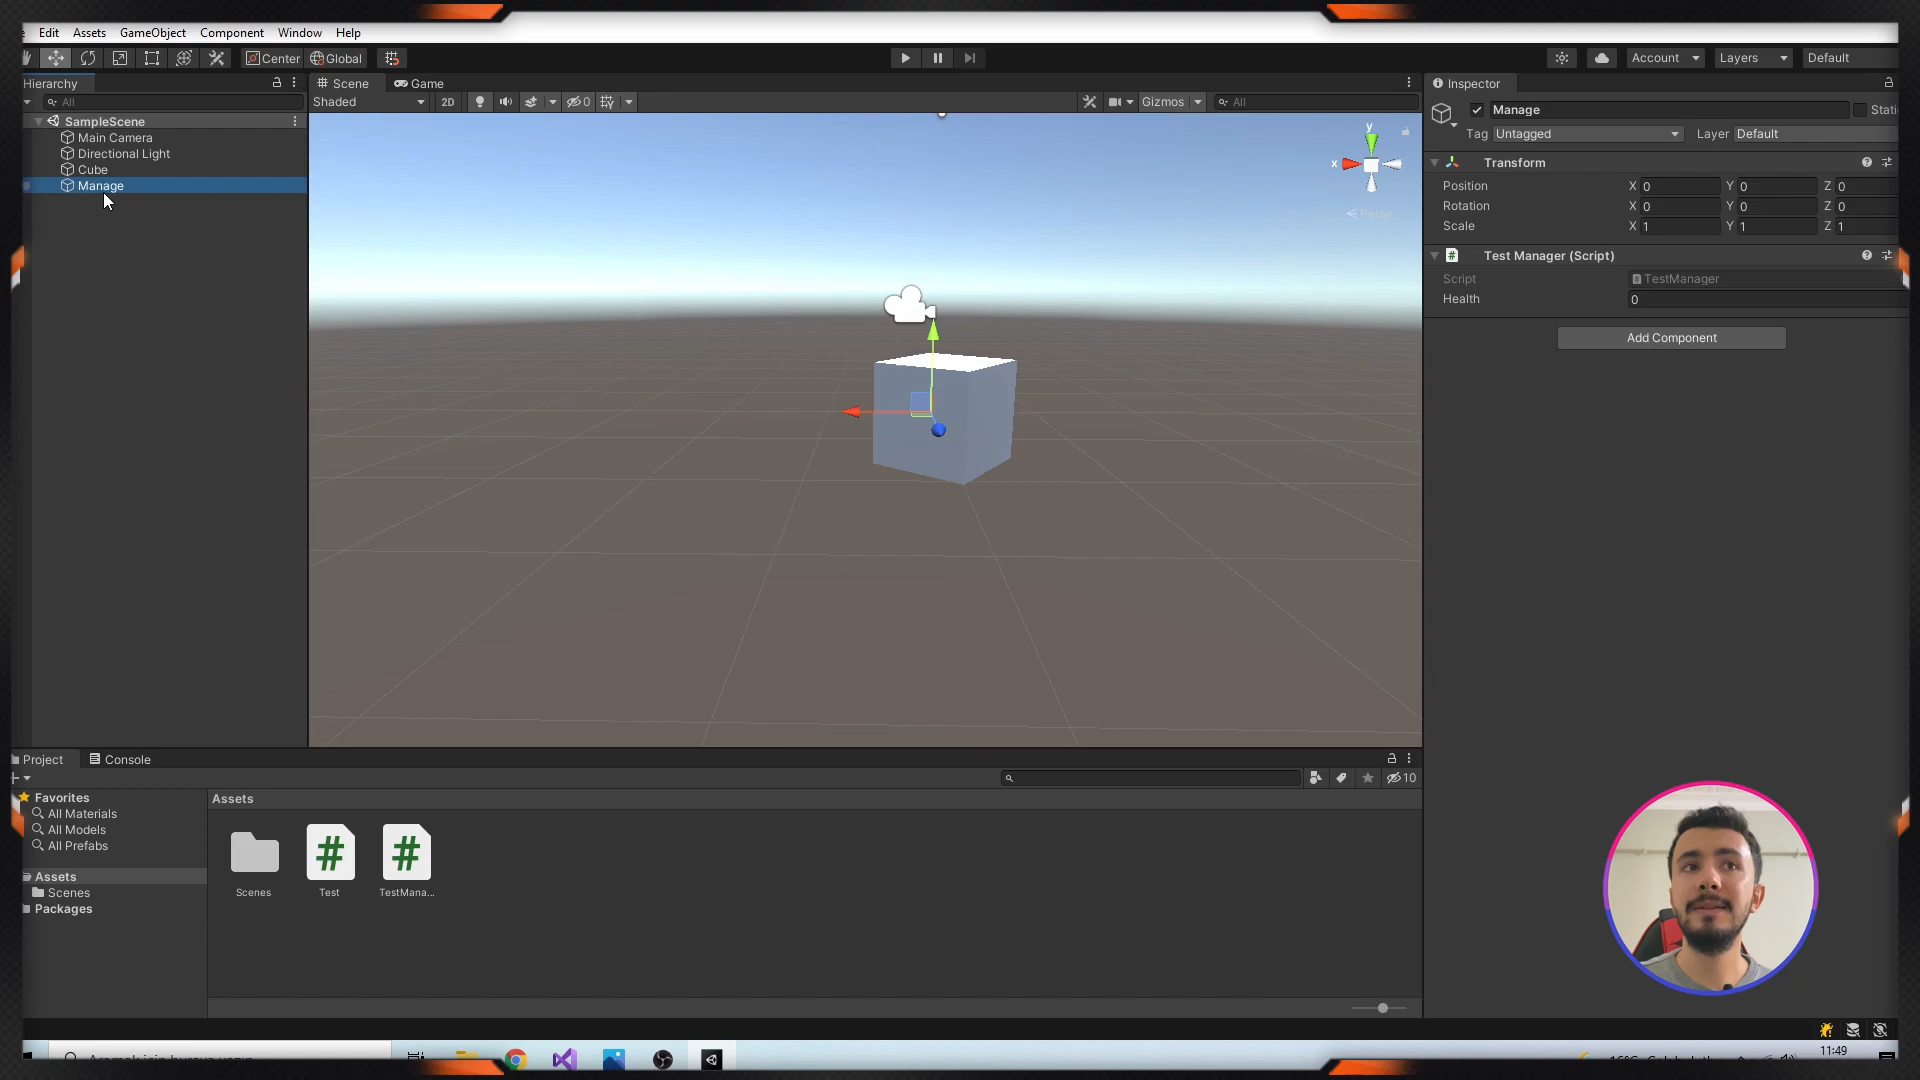 Edit Assets GameObject Component Window Help
Center Global
Account Layers Default
Hierarchy
All
SampleScene
Main Camera
Directional Light
Cube
Manage
Scene Game
Shaded 2D 0 Gizmos All
y
x
Persp
Inspector
Manage
Tag Untagged Layer Default
Transform
Position X 0 Y 0 Z 0
Rotation X 0 Y 0 Z 0
Scale X 1 Y 1 Z 1
# Test Manager (Script)
Script TestManager
Health 0
Add Component
Project Console
10
Favorites
All Materials
All Models
All Prefabs
Assets
Scenes
Packages
Assets
# #
Scenes Test TestMana...
11:49